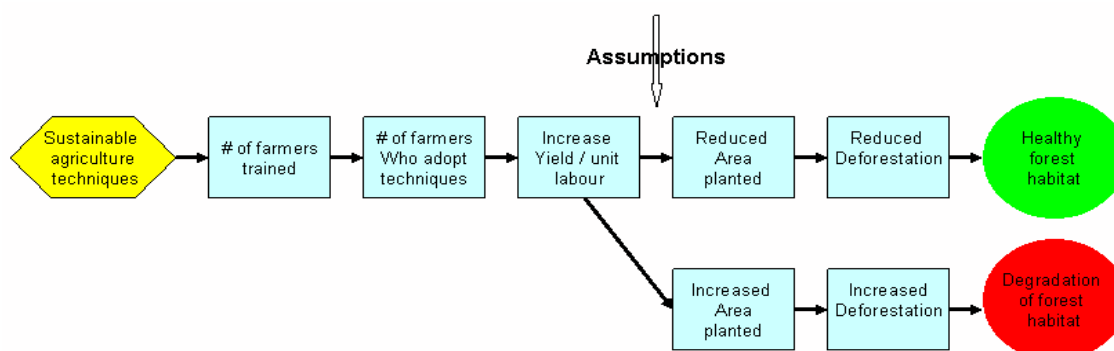 Assumptions
Sustainable
agriculture
techniques
# of farmers
trained
# of farmers
Who adopt
techniques
Increase
Yield / unit
labour
Reduced
Area
planted
Reduced
Deforestation
Healthy
forest
habitat
Increased
Area
planted
Increased
Deforestation
Degradation
of forest
habitat